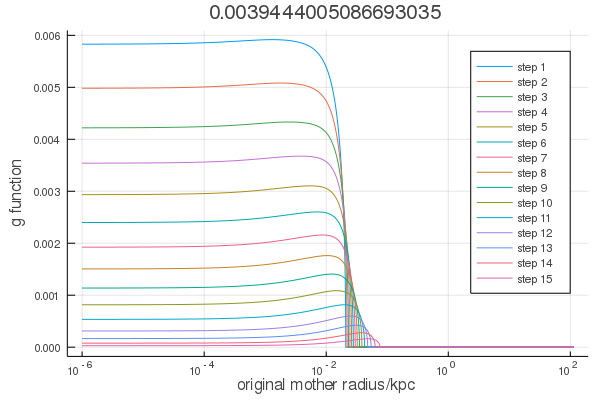 0.0039444005086693035
0.006
0.005
0.004
0.003
0.002
0.001
0.000
g function
10^-6
10^-4
10^-2
10^0
10^2
original mother radius/kpc
step 1
step 2
step 3
step 4
step 5
step 6
step 7
step 8
step 9
step 10
step 11
step 12
step 13
step 14
step 15